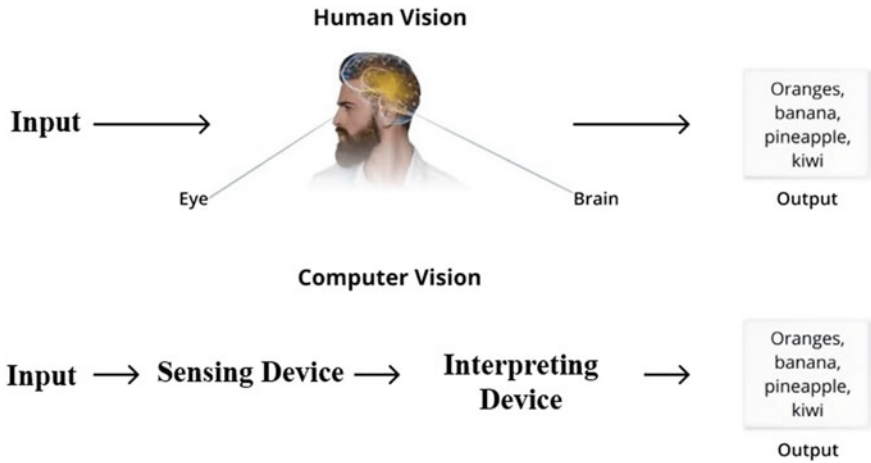 Human Vision
Input
Eye
Brain
Oranges,
banana,
pineapple,
kiwi
Output
Computer Vision
Input
Sensing Device
Interpreting
Device
Oranges,
banana,
pineapple,
kiwi
Output